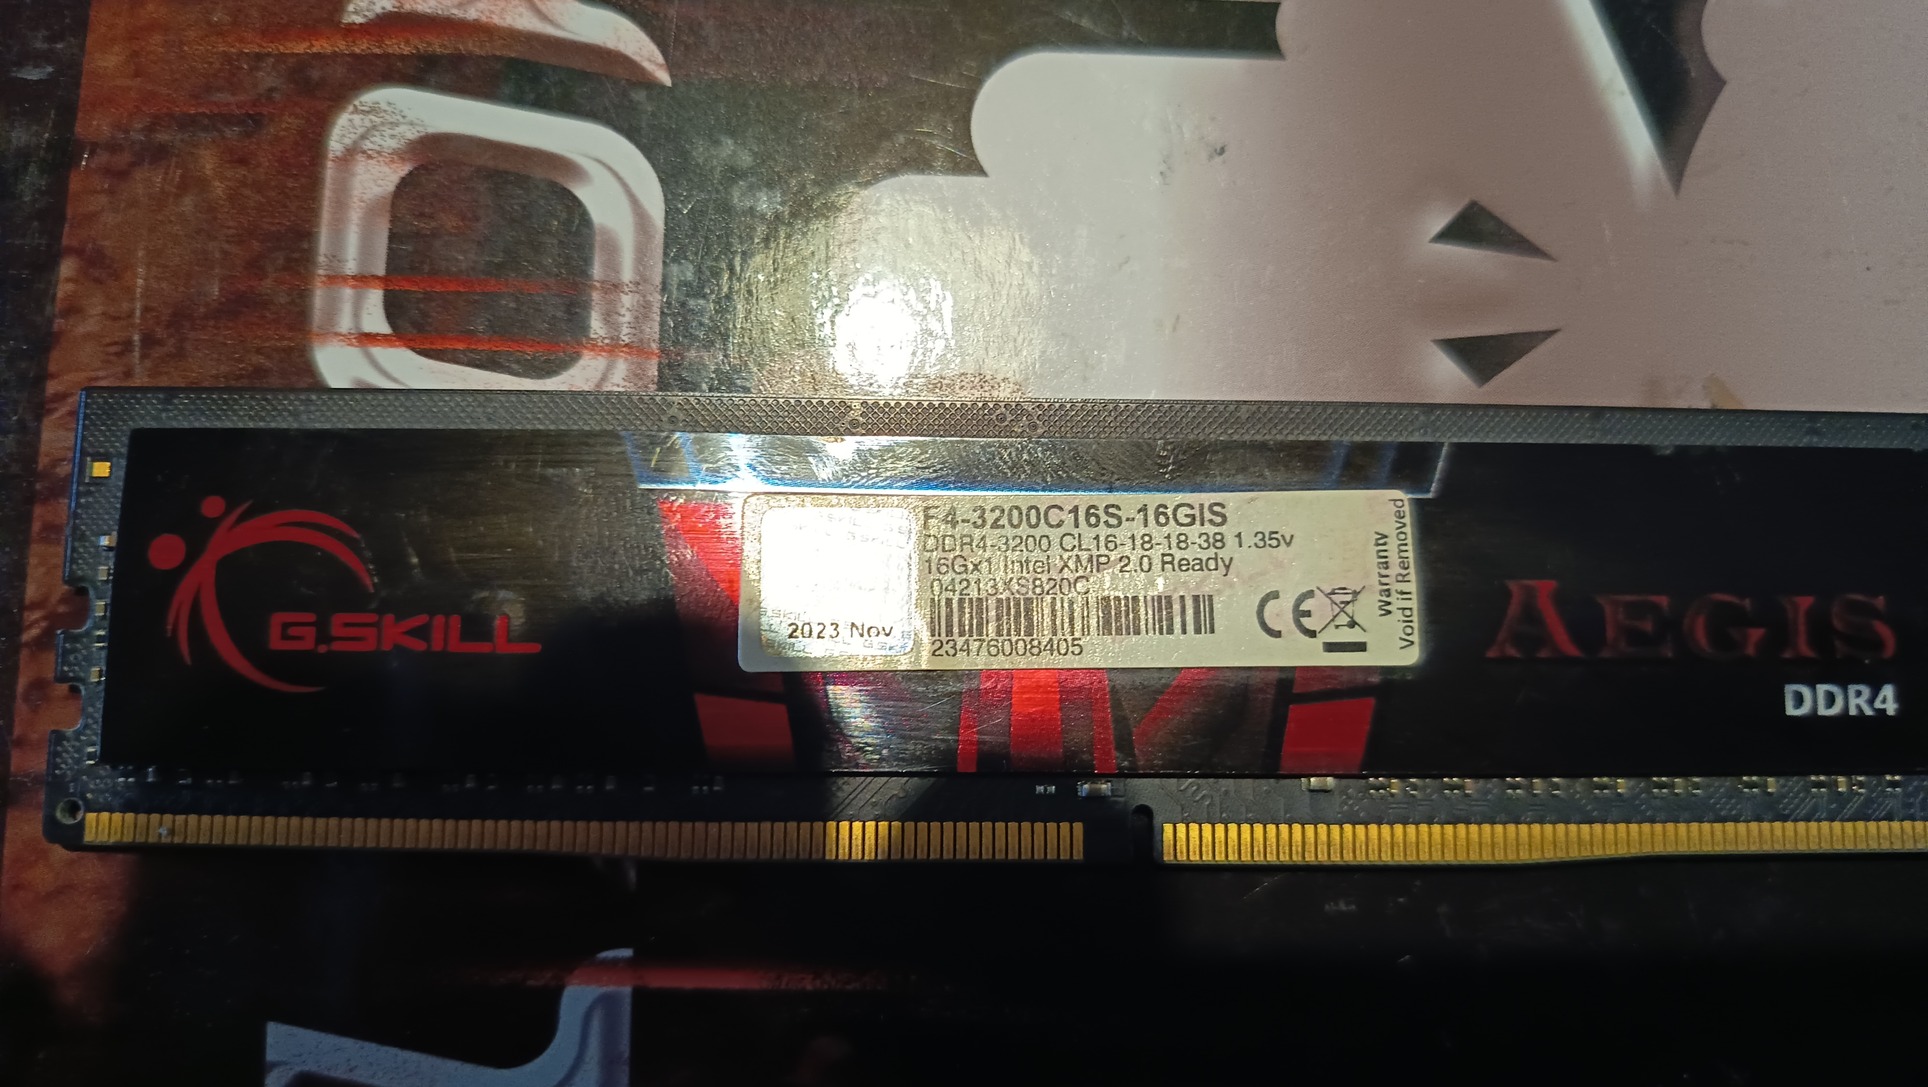 G.SKILL
F4-3200C16S-16GIS
DDR4-3200 CL16-18-18-38 1.35v
16Gx1 Intel XMP 2.0 Ready
04213XS820C
2023 Nov
23476008405
CE
Warranty
Void if Removed
AEGIS
DDR4